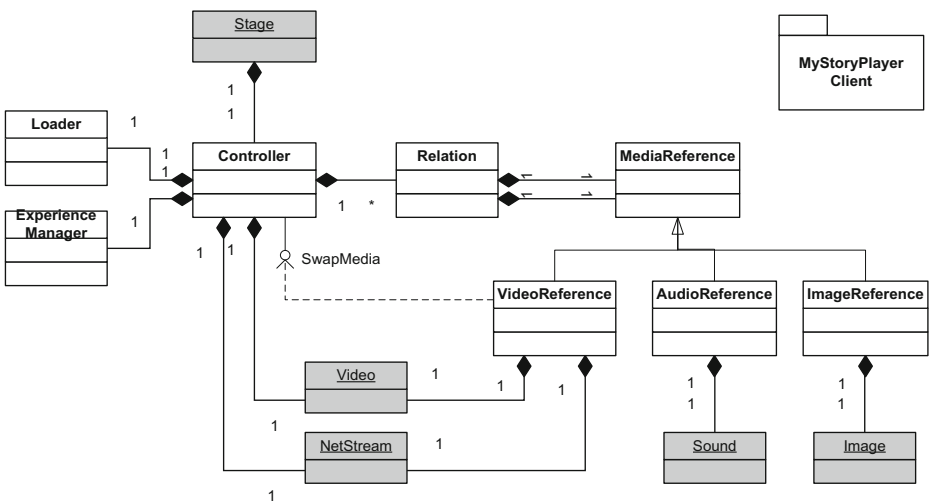 Stage
MyStoryPlayer
Client
1
1
Loader
1
1
1
Controller
Relation
MediaReference
1
1
1
1
1
*
Experience
Manager
1
1
1
SwapMedia
VideoReference
AudioReference
ImageReference
Video
1
1
1
1
1
1
1
1
NetStream
1
Sound
Image
1